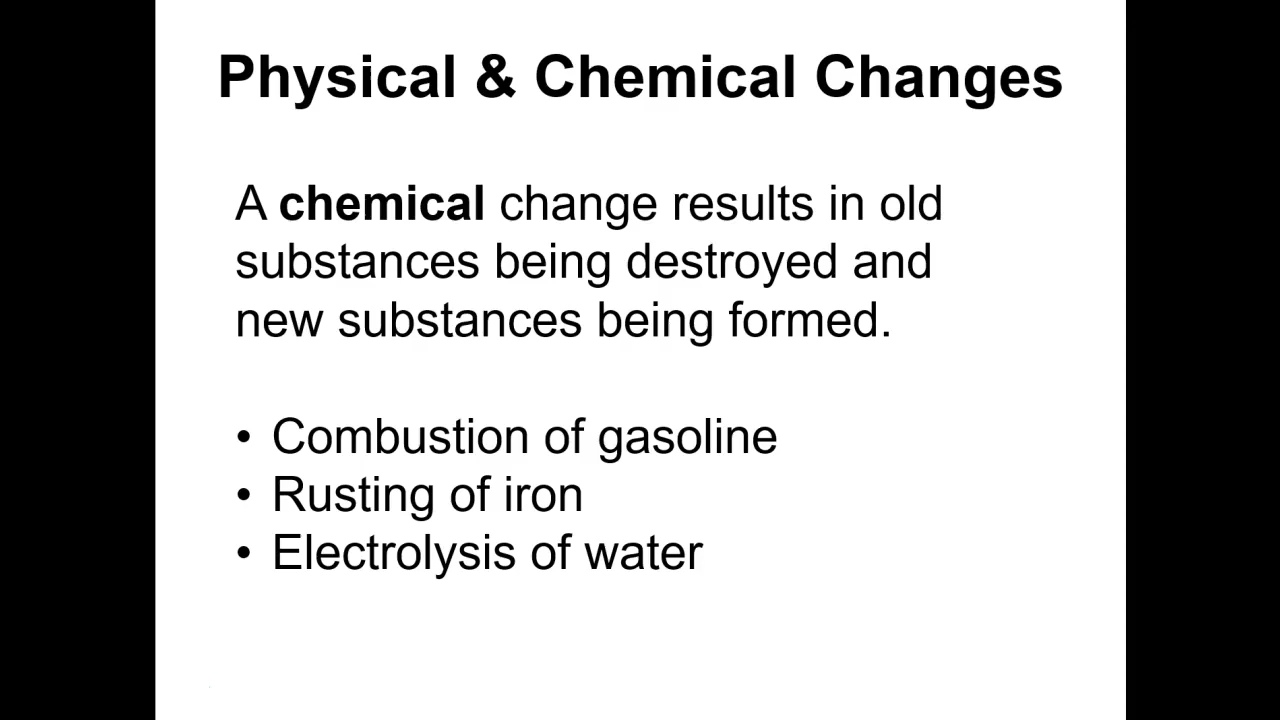 Physical & Chemical Changes
A chemical change results in old
substances being destroyed and
new substances being formed.
• Combustion of gasoline
• Rusting of iron
• Electrolysis of water